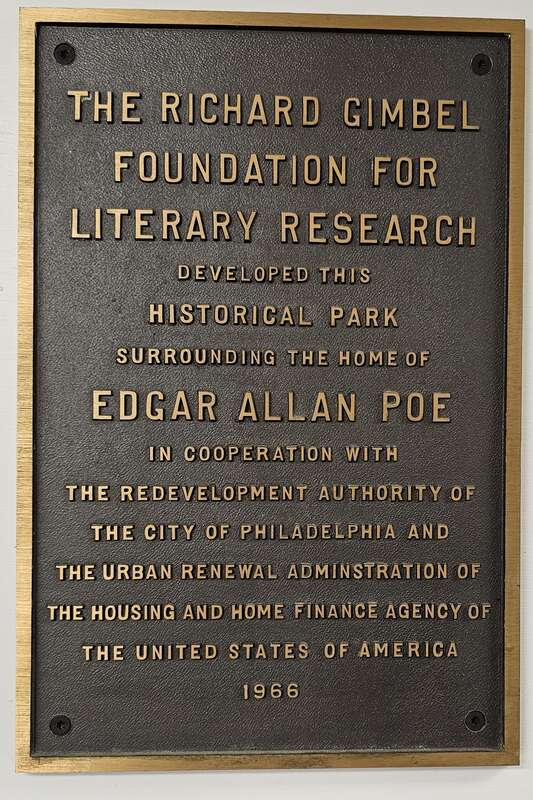 THE RICHARD GIMBEL
FOUNDATION FOR
LITERARY RESEARCH
DEVELOPED THIS
HISTORICAL PARK
SURROUNDING THE HOME OF
EDGAR ALLAN POE
IN COOPERATION WITH
THE REDEVELOPMENT AUTHORITY OF
THE CITY OF PHILADELPHIA AND
THE URBAN RENEWAL ADMINSTRATION OF
THE HOUSING AND HOME FINANCE AGENCY OF
THE UNITED STATES OF AMERICA
1966